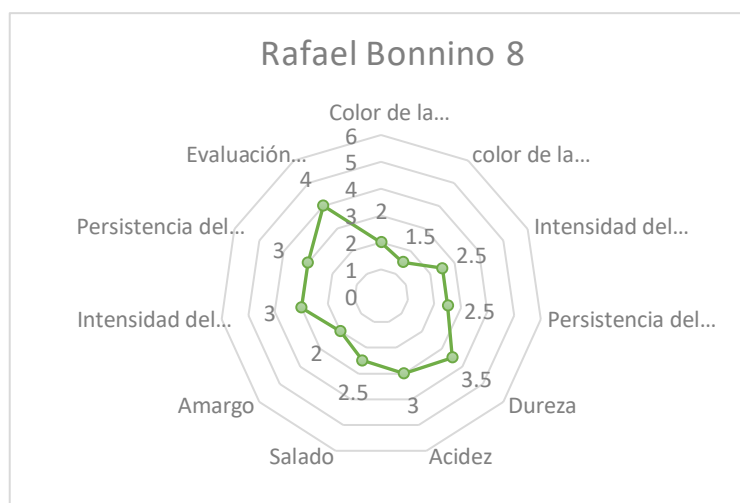 Rafael Bonnino 8
Color de la...
color de la...
Intensidad del...
Persistencia del...
Dureza
Acidez
Salado
Amargo
Intensidad del...
Persistencia del...
Evaluación...
6
5
4
3
2
1
0
2
1.5
2.5
2.5
3.5
3
2.5
2
3
3
4